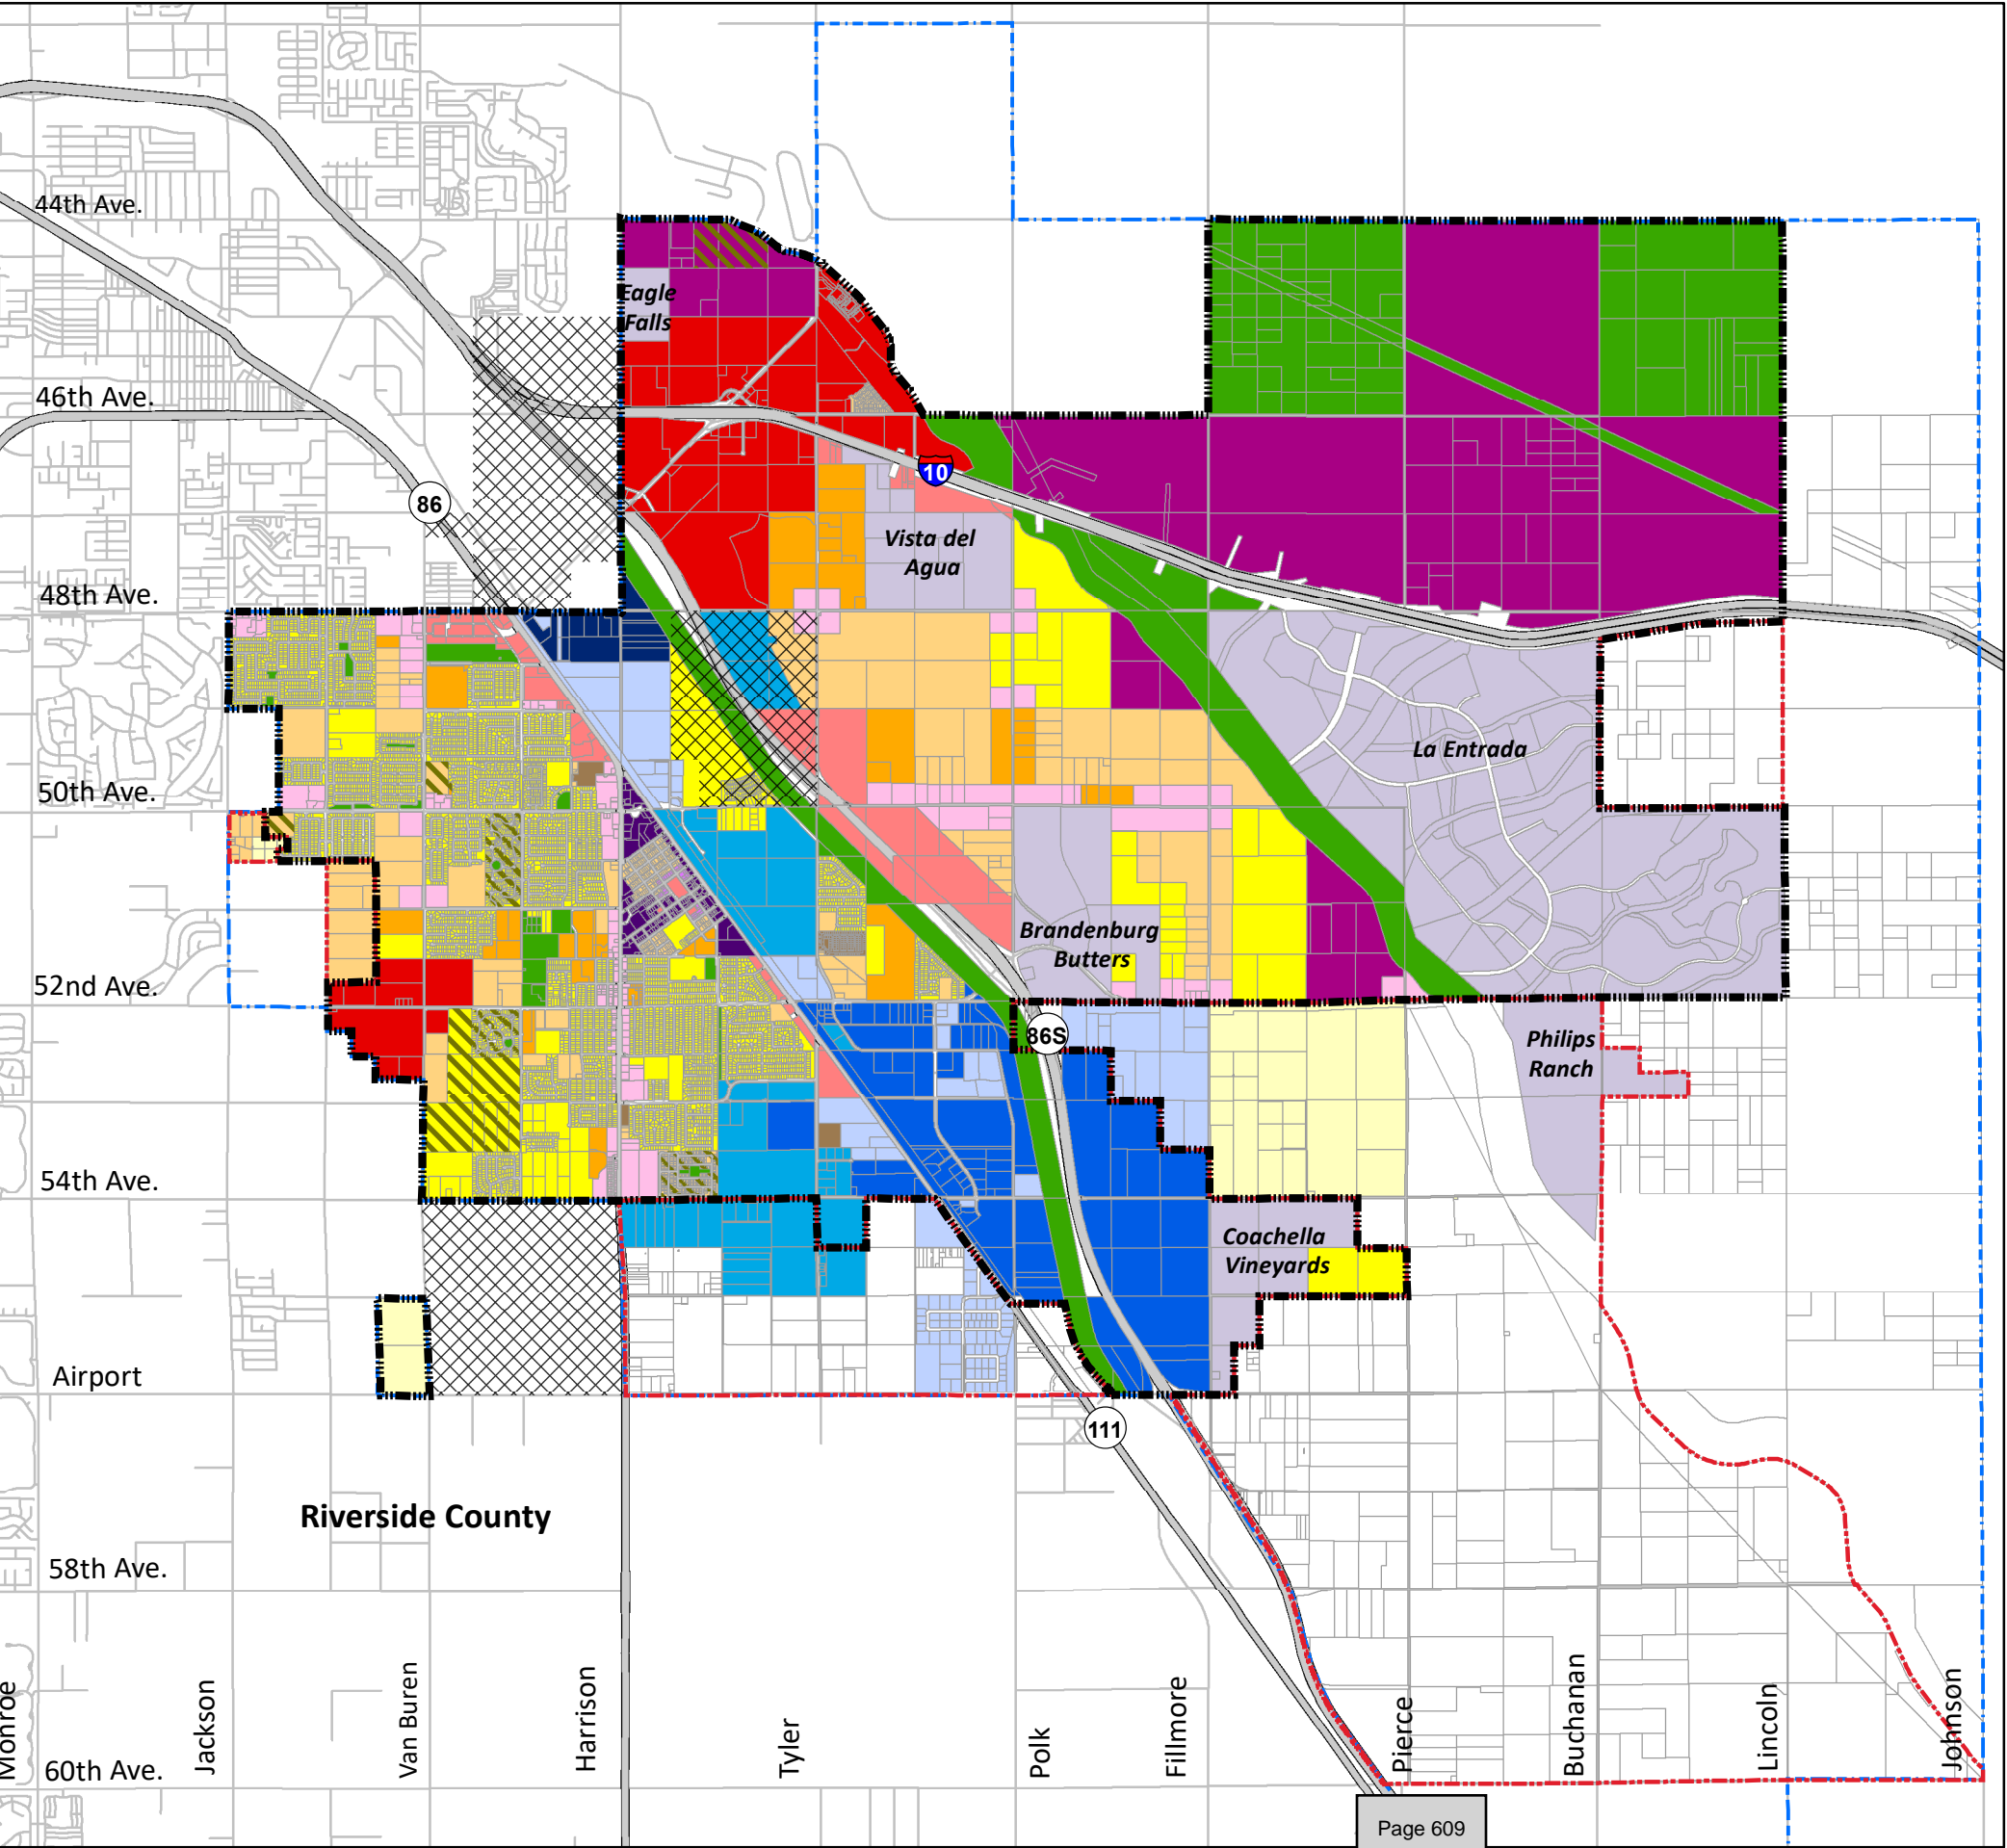 44th Ave.
Eagle
Falls
46th Ave.
10
86
Vista del
Agua
48th Ave.
La Entrada
50th Ave.
Brandenburg
Butters
52nd Ave.
86S
Philips
Ranch
54th Ave.
Coachella
Vineyards
Airport
111
Riverside County
58th Ave.
Monroe
Jackson
Van Buren
Harrison
Tyler
Polk
Fillmore
Pierce
Buchanan
Lincoln
Johnson
60th Ave.
Page 609